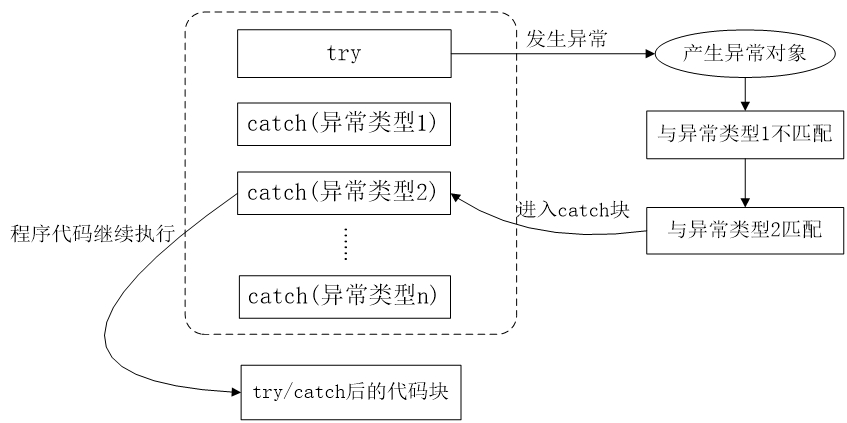 try
发生异常
产生异常对象
catch(异常类型1)
与异常类型1不匹配
catch(异常类型2)
进入catch块
与异常类型2匹配
程序代码继续执行
......
catch(异常类型n)
try/catch后的代码块